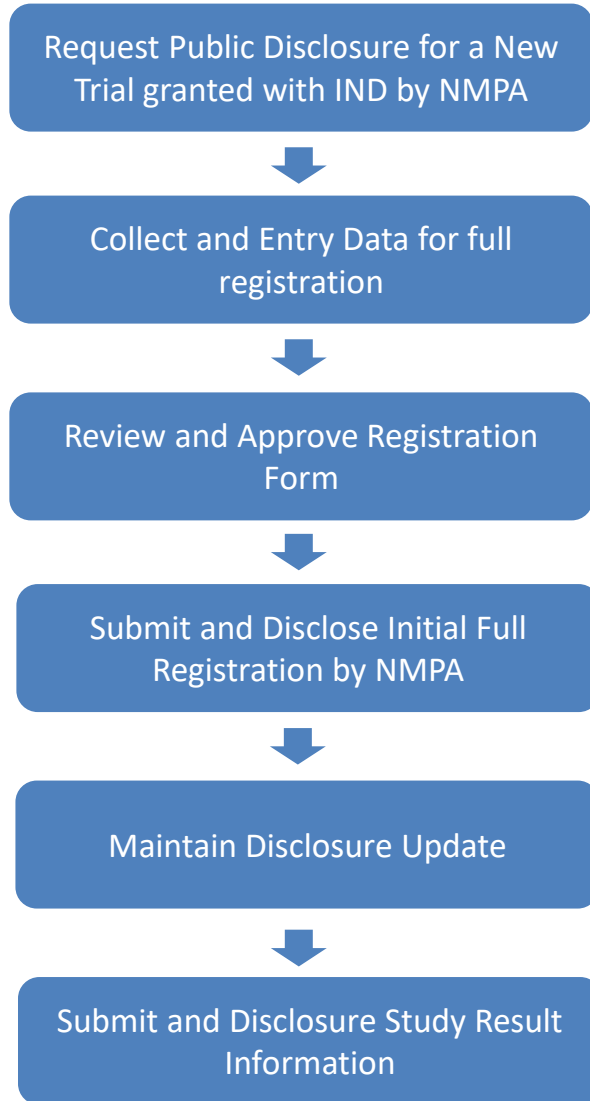 Request Public Disclosure for a New
Trial granted with IND by NMPA
Collect and Entry Data for full
registration
Review and Approve Registration
Form
Submit and Disclose Initial Full
Registration by NMPA
Maintain Disclosure Update
Submit and Disclosure Study Result
Information